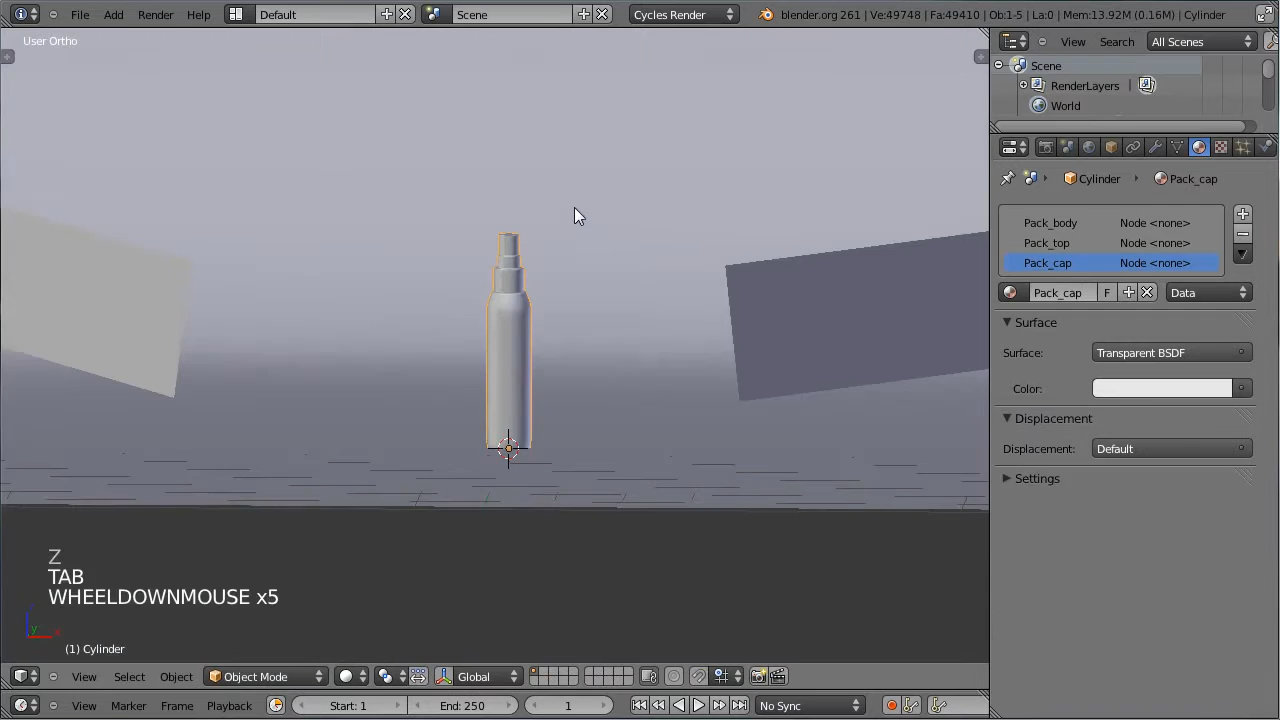 File Add Render Help Default Scene Cycles Render blender.org 261 | Ve:49748 | Fa:49410 | Ob:1-5 | La:0 | Mem:13.92M (0.16M) | Cylinder
User Ortho
View Search All Scenes
Scene
RenderLayers |
World
Cylinder Pack_cap
Pack_body Node <none>
Pack_top Node <none>
Pack_cap Node <none>
Pack_cap F Data
Surface
Surface: Transparent BSDF
Color:
Displacement
Displacement: Default
Settings
Z
TAB
WHEELDOWNMOUSE x5
y x
(1) Cylinder
View Select Object Object Mode Global
View Marker Frame Playback Start: 1 End: 250 1 No Sync